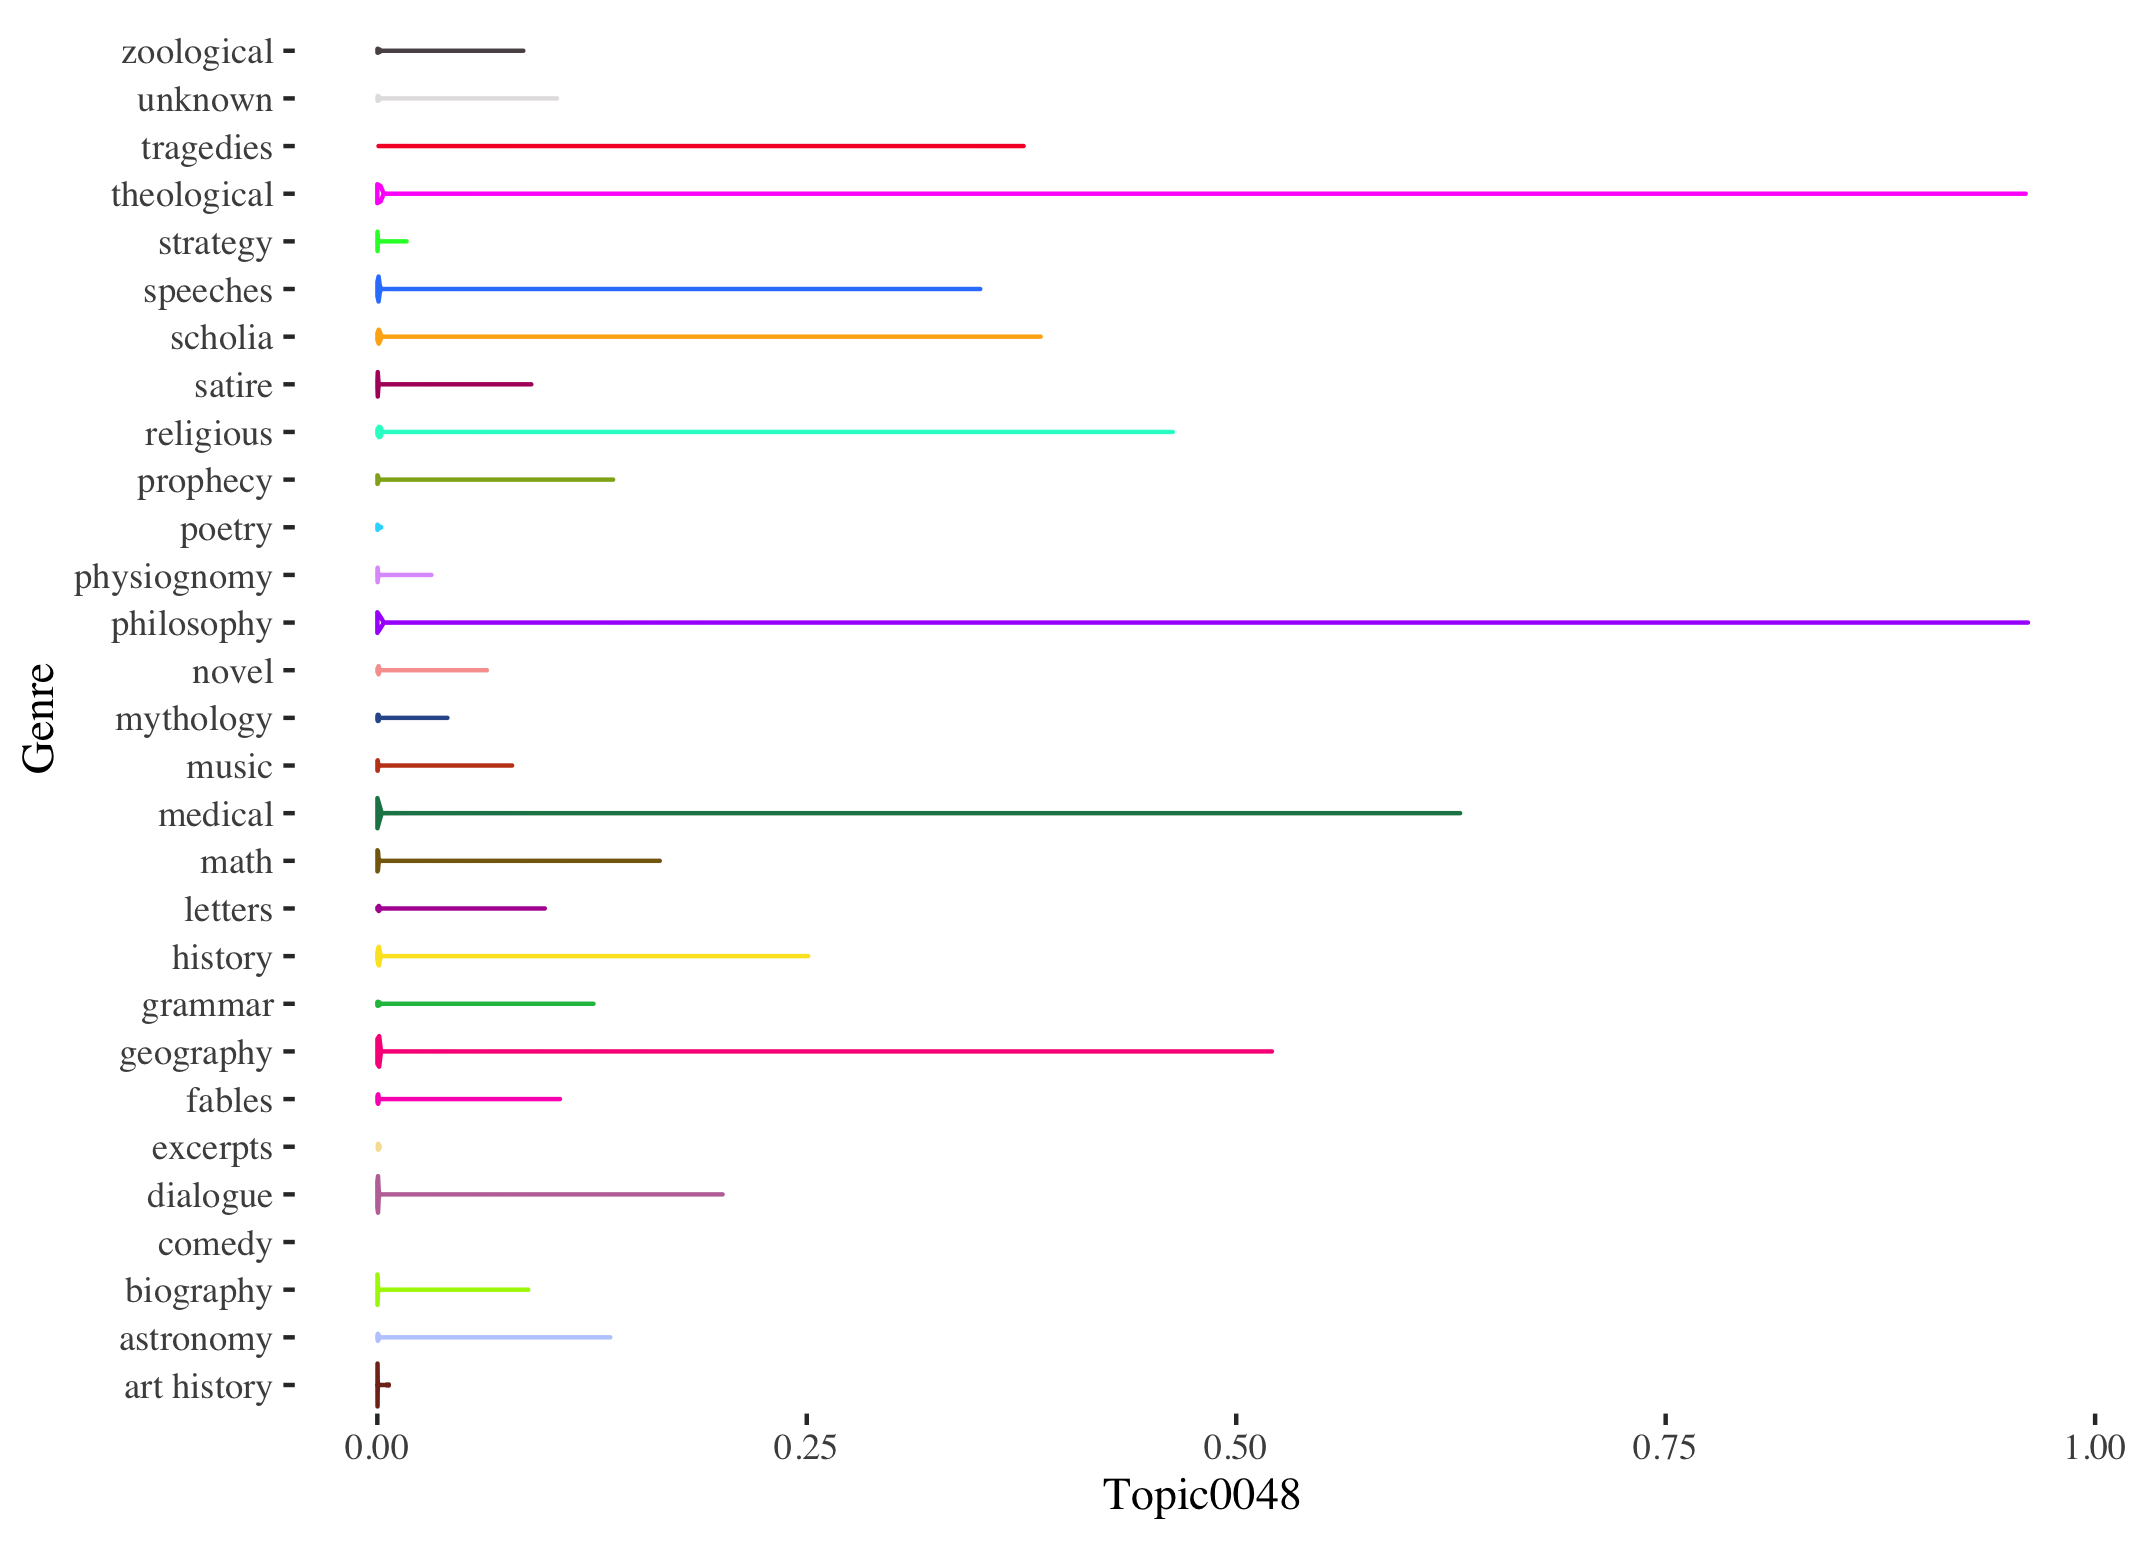 zoological
unknown
tragedies
theological
strategy
speeches
scholia
satire
religious
prophecy
poetry
physiognomy
philosophy
novel
mythology
music
medical
math
letters
history
grammar
geography
fables
excerpts
dialogue
comedy
biography
astronomy
art history
Genre
0.00 0.25 0.50 0.75 1.00
Topic0048